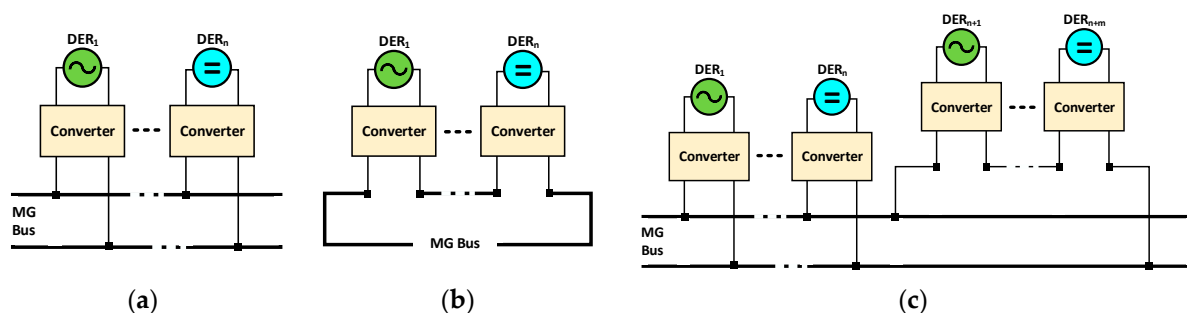 DER₁
DERₙ
Converter
Converter
MG
Bus
(a)
DER₁
DERₙ
Converter
Converter
MG Bus
(b)
DERₙ₊₁
DERₙ₊ₘ
DER₁
DERₙ
Converter
Converter
Converter
Converter
MG
Bus
(c)